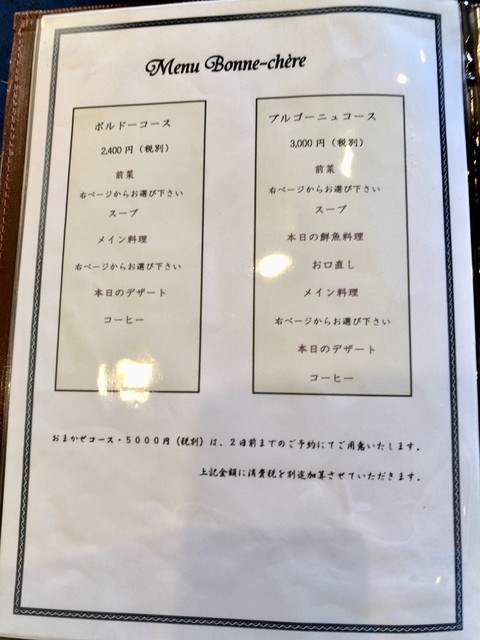 Menu Bonne-chère
ボルドーコース
2,400 円（税別）
前菜
右ページからお選び下さい
スープ
メイン料理
右ページからお選び下さい
本日のデザート
コーヒー
ブルゴーニュコース
3,000 円（税別）
前菜
右ページからお選び下さい
スープ
本日の鮮魚料理
お口直し
メイン料理
右ページからお選び下さい
本日のデザート
コーヒー
おまかせコース・５０００円（税別）は、２日前までのご予約にてご用意いたします。
上記金額に消費税を別途加算させていただきます。